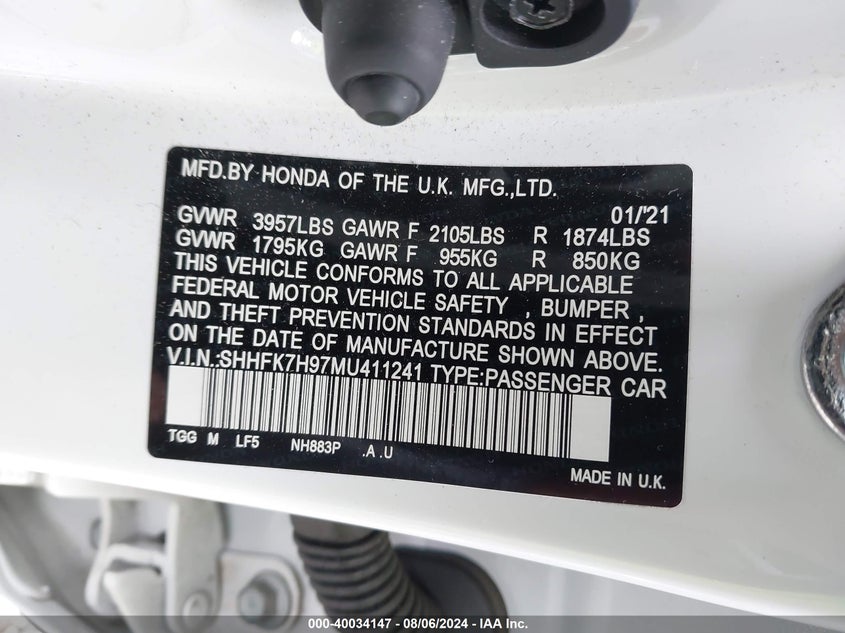 MFD.BY HONDA OF THE U.K. MFG.,LTD.
01/'21
GVWR 3957LBS GAWR F 2105LBS R 1874LBS
GVWR 1795KG GAWR F 955KG R 850KG
THIS VEHICLE CONFORMS TO ALL APPLICABLE
FEDERAL MOTOR VEHICLE SAFETY , BUMPER ,
AND THEFT PREVENTION STANDARDS IN EFFECT
ON THE DATE OF MANUFACTURE SHOWN ABOVE.
V.I.N.:SHHFK7H97MU411241 TYPE:PASSENGER CAR
TGG M LF5 NH883P .A .U
MADE IN U.K.
000-40034147 - 08/06/2024 - IAA Inc.